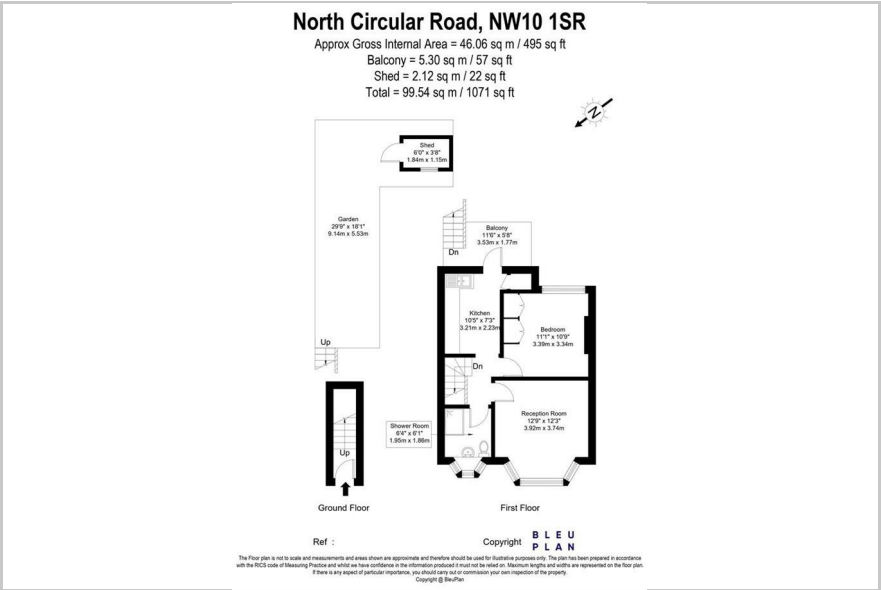 North Circular Road, NW10 1SR
Approx Gross Internal Area = 46.06 sq m / 495 sq ft
Balcony = 5.30 sq m / 57 sq ft
Shed = 2.12 sq m / 22 sq ft
Total = 99.54 sq m / 1071 sq ft
N
Shed
6'0" x 3'8"
1.84m x 1.15m
Garden
29'9" x 18'1"
9.14m x 5.53m
Balcony
11'6" x 5'8"
3.53m x 1.77m
Dn
Kitchen
10'5" x 7'3"
3.21m x 2.23m
Bedroom
11'1" x 10'9"
3.39m x 3.34m
Up
Dn
Reception Room
12'9" x 12'3"
3.92m x 3.74m
Shower Room
6'4" x 6'1"
1.95m x 1.86m
Up
Ground Floor
First Floor
Ref :
Copyright
BLEU
PLAN
The Floor plan is not to scale and measurements and areas shown are approximate and therefore should be used for illustrative purposes only. The plan has been prepared in accordance
with the RICS code of Measuring Practice and whilst we have confidence in the information produced it must not be relied on. Maximum lengths and widths are represented on the floor plan.
If there is any aspect of particular importance, you should carry out or commission your own inspection of the property.
Copyright @ BleuPlan